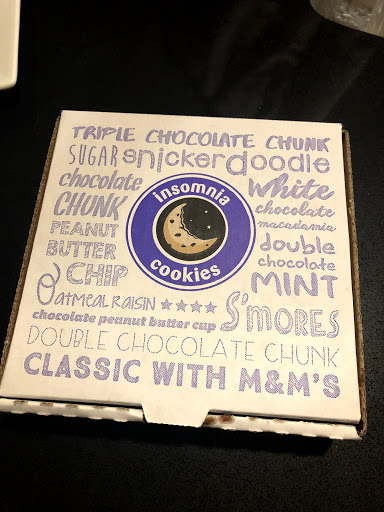 TRIPLE CHOCOLATE CHUNK
SUGAR snickerdoodle
chocolate
CHUNK
PEANUT
BUTTER
CHIP
insomnia
cookies
White
chocolate
macadamia
double
chocolate
MINT
Oatmeal Raisin
S'mores
chocolate peanut butter cup
DOUBLE CHOCOLATE CHUNK
CLASSIC WITH M&M'S